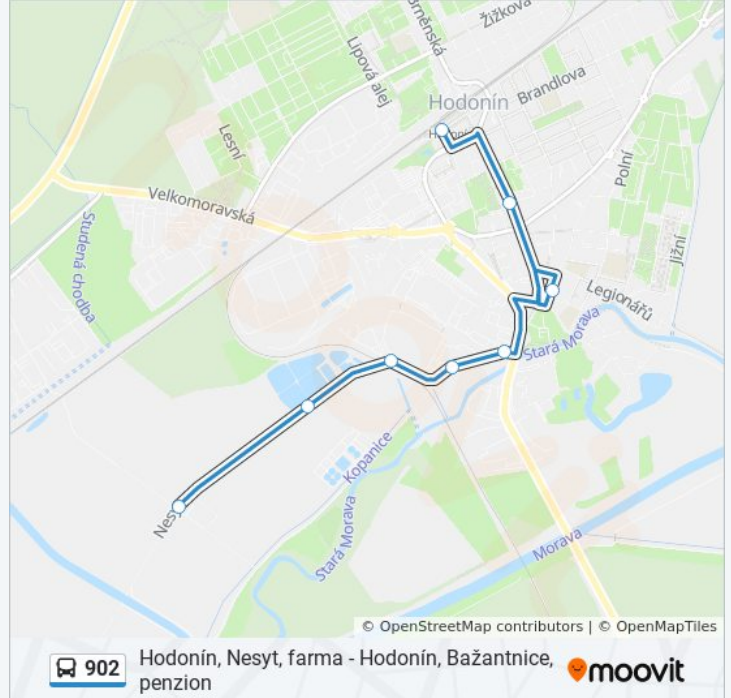 Žižkova
Brněnská
Lipová alej
Hodonín
Brandlova
Lesní
Polní
Velkomoravská
Studená chodba
Jižní
Legionářů
Stará Morava
Kopanice
Stará Morava
Morava
© OpenStreetMap contributors | © OpenMapTiles
902
Hodonín, Nesyt, farma - Hodonín, Bažantnice,
penzion
moovit